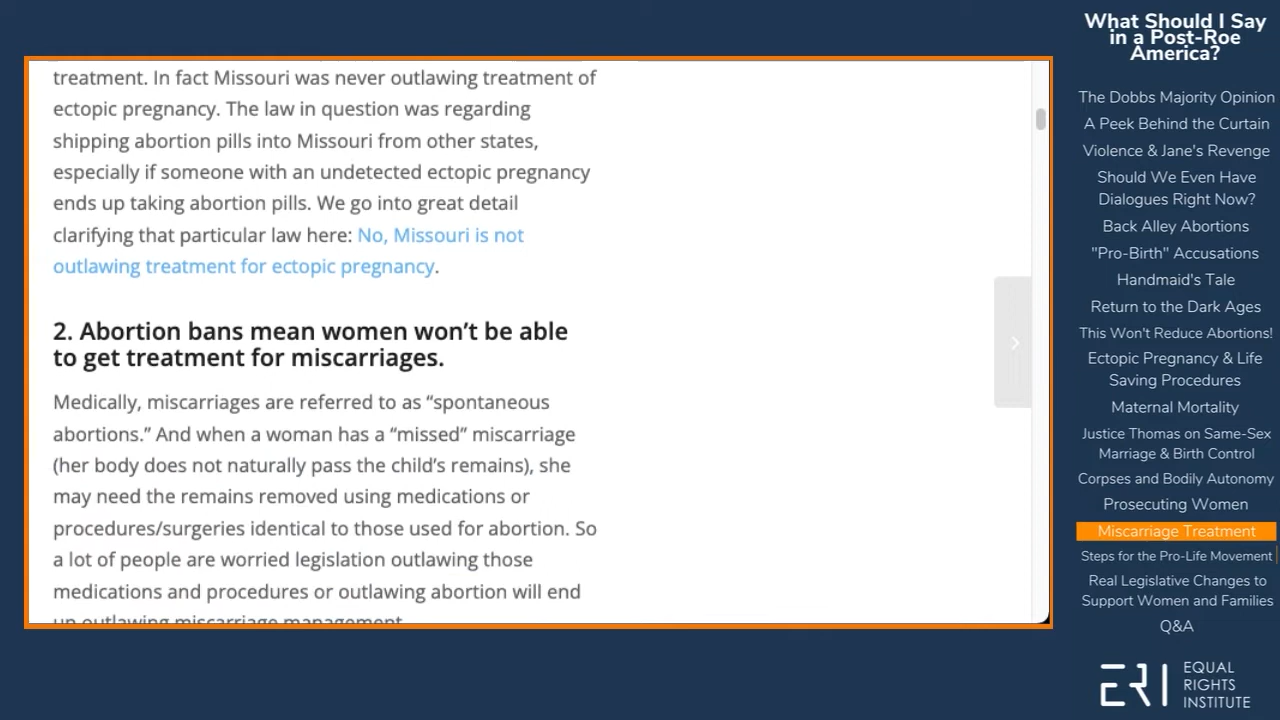 treatment. In fact Missouri was never outlawing treatment of
ectopic pregnancy. The law in question was regarding
shipping abortion pills into Missouri from other states,
especially if someone with an undetected ectopic pregnancy
ends up taking abortion pills. We go into great detail
clarifying that particular law here: No, Missouri is not
outlawing treatment for ectopic pregnancy.
2. Abortion bans mean women won’t be able
to get treatment for miscarriages.
Medically, miscarriages are referred to as “spontaneous
abortions.” And when a woman has a “missed” miscarriage
(her body does not naturally pass the child’s remains), she
may need the remains removed using medications or
procedures/surgeries identical to those used for abortion. So
a lot of people are worried legislation outlawing those
medications and procedures or outlawing abortion will end
up outlawing miscarriage management
What Should I Say
in a Post-Roe
America?
The Dobbs Majority Opinion
A Peek Behind the Curtain
Violence & Jane's Revenge
Should We Even Have
Dialogues Right Now?
Back Alley Abortions
"Pro-Birth" Accusations
Handmaid's Tale
Return to the Dark Ages
This Won't Reduce Abortions!
Ectopic Pregnancy & Life
Saving Procedures
Maternal Mortality
Justice Thomas on Same-Sex
Marriage & Birth Control
Corpses and Bodily Autonomy
Prosecuting Women
Miscarriage Treatment
Steps for the Pro-Life Movement
Real Legislative Changes to
Support Women and Families
Q&A
ERI
EQUAL
RIGHTS
INSTITUTE